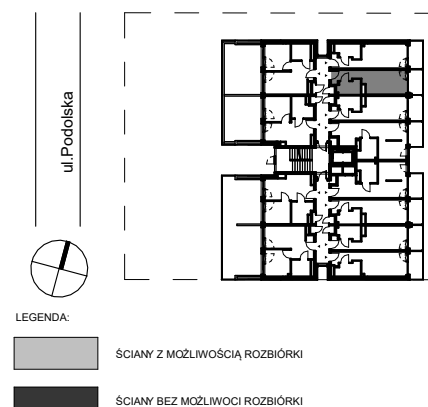 ul.Podolska
LEGENDA:
ŚCIANY Z MOŻLIWOŚCIĄ ROZBIÓRKI
ŚCIANY BEZ MOŻLIWOCI ROZBIÓRKI